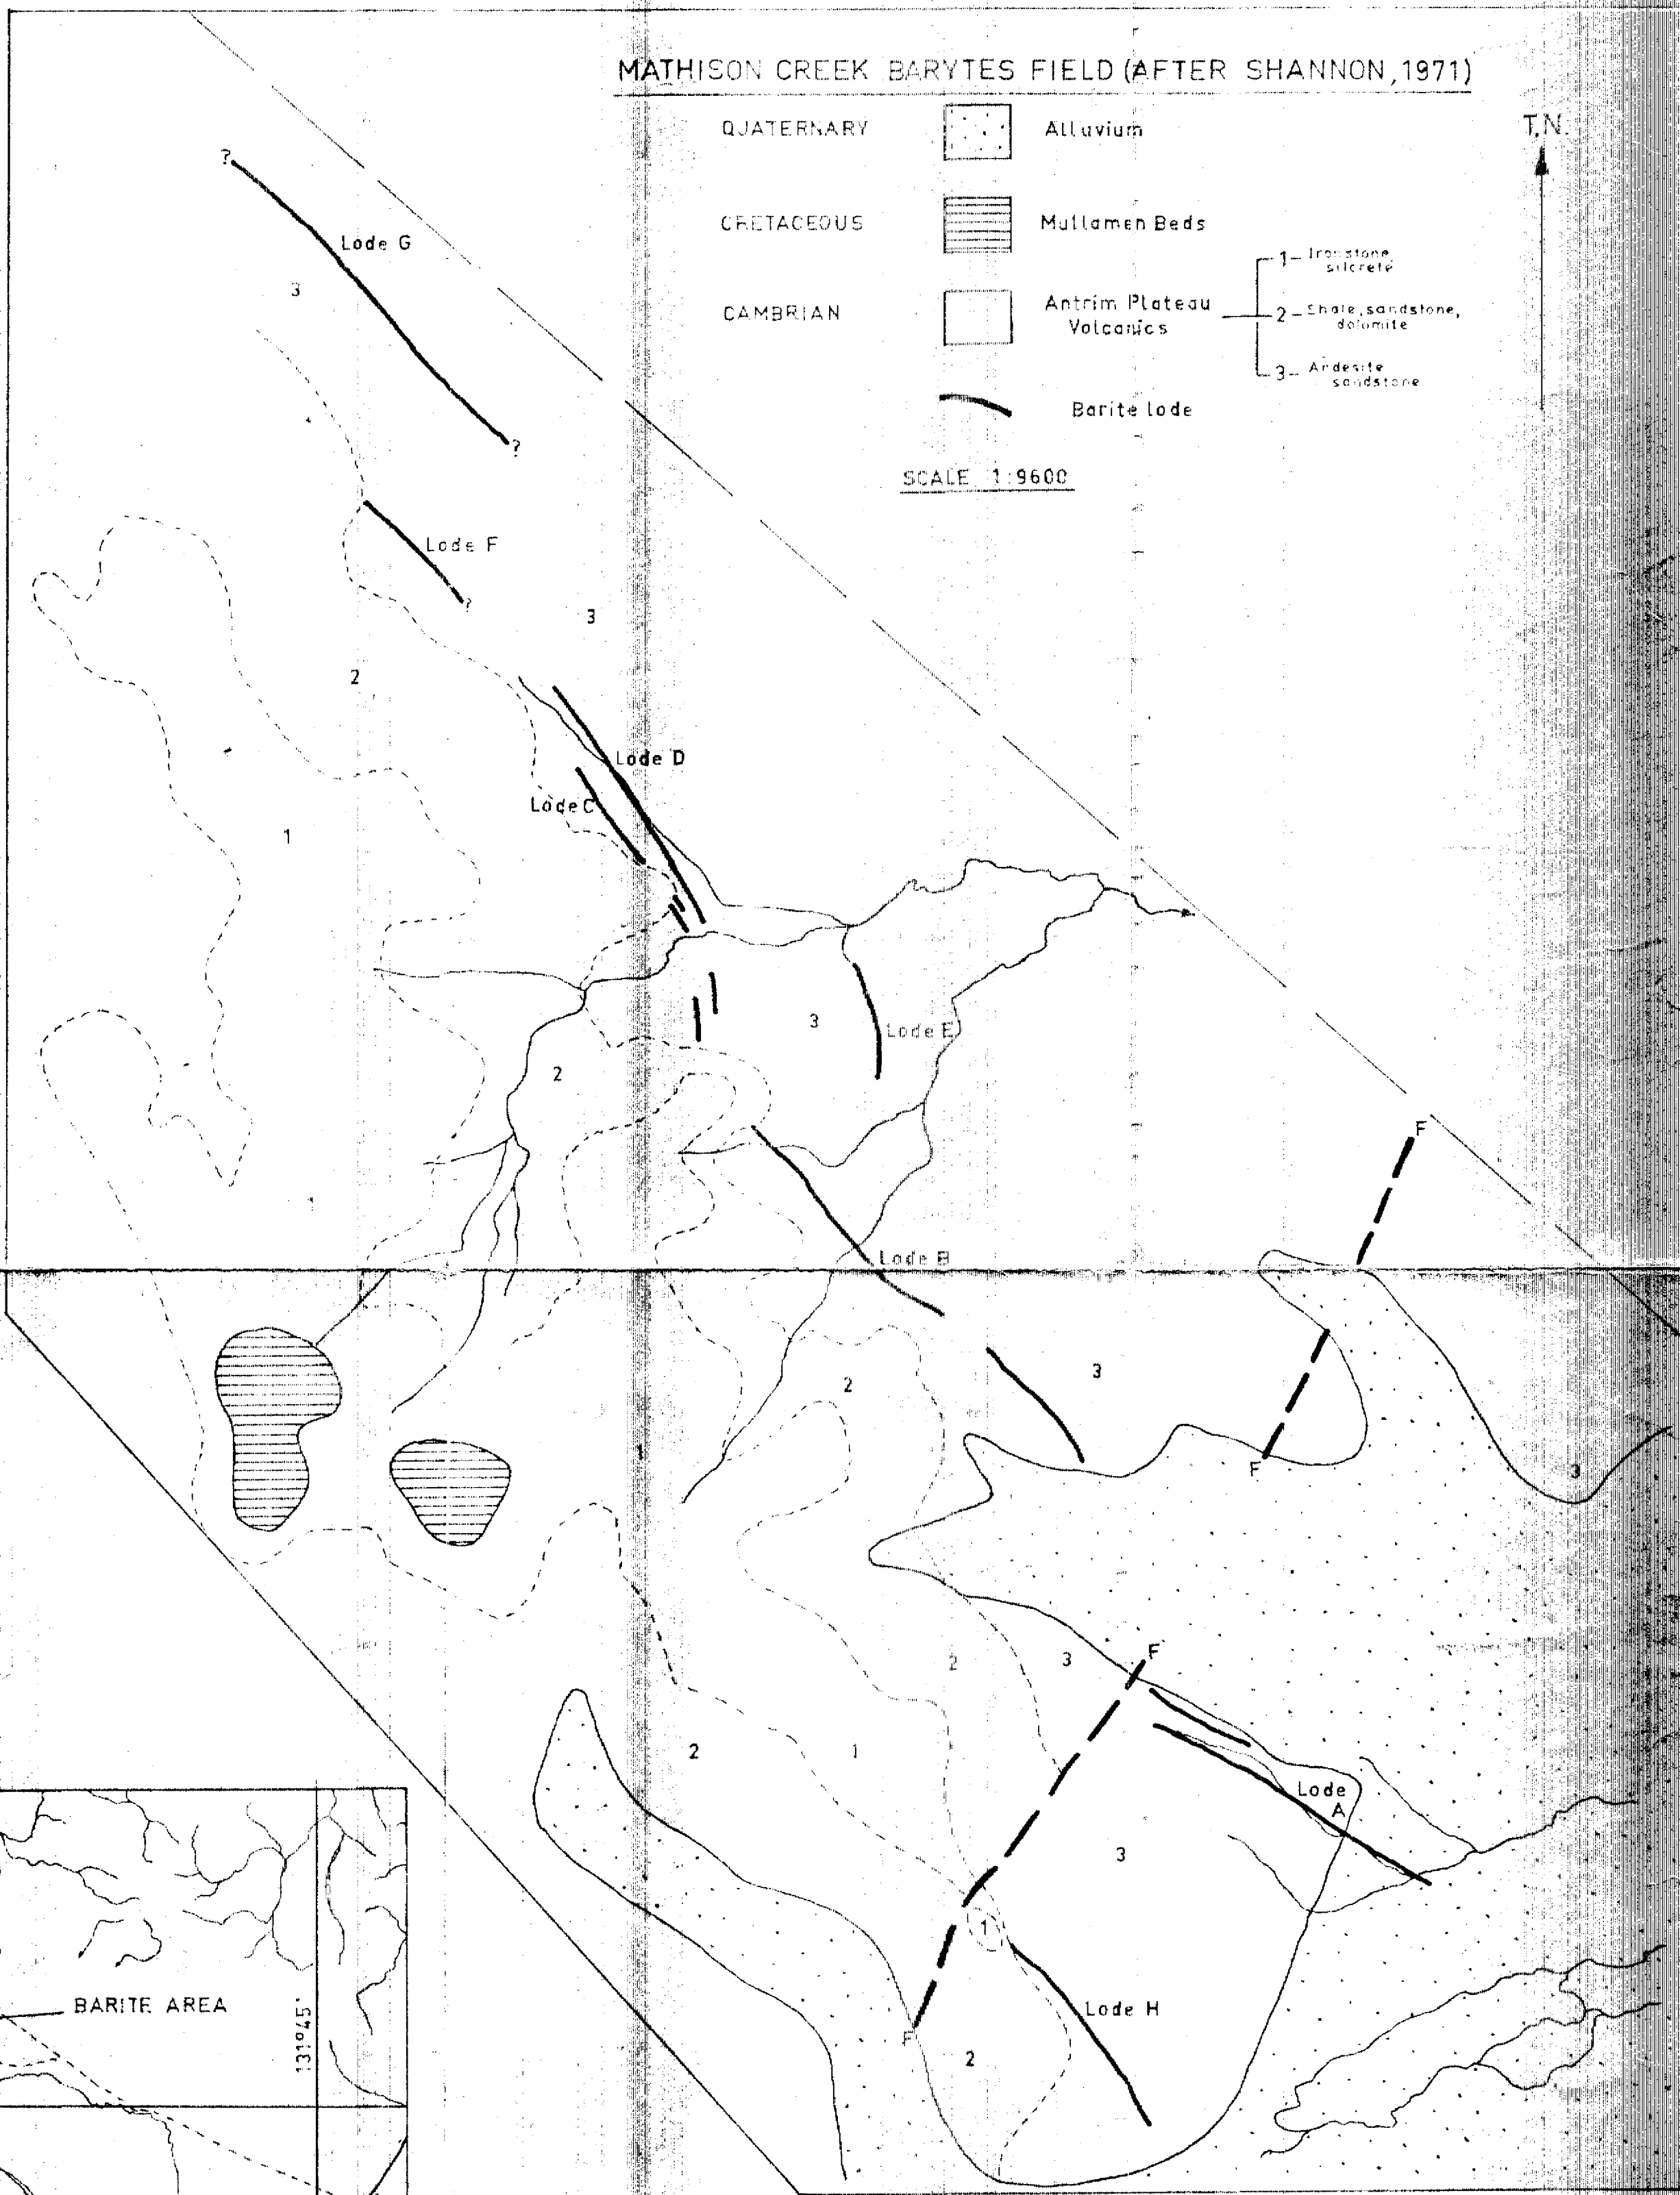 MATHISON CREEK BARYTES FIELD (AFTER SHANNON, 1971)
QUATERNARY
Alluvium
T.N.
CRETACEOUS
Mullamen Beds
CAMBRIAN
Antrim Plateau
Volcanics
1- Ironstone,
silcrete
2- Shale, sandstone,
dolomite
3- Andesite
sandstone
Barite lode
SCALE 1:9600
?
Lode G
3
?
Lode F
?
3
2
Lode D
Lode C
1
3
Lode E
2
F
1
Lode B
3
2
F
3
F
2
3
2
1
Lode
A
3
1
BARITE AREA
131°45'
Lode H
F
2